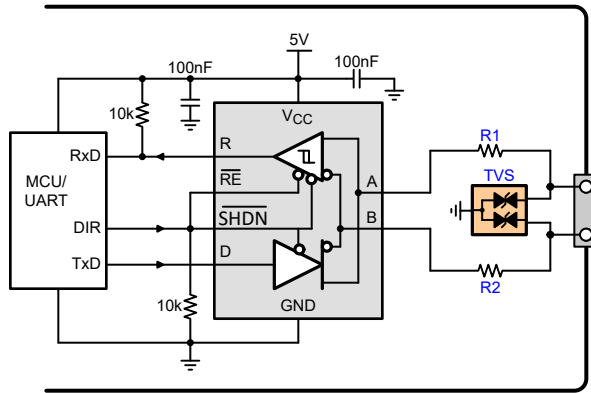 5V
100nF
100nF
10k
VCC
R1
RxD
R
MCU/
UART
RE
A
TVS
DIR
SHDN
B
TxD
D
R2
10k
GND